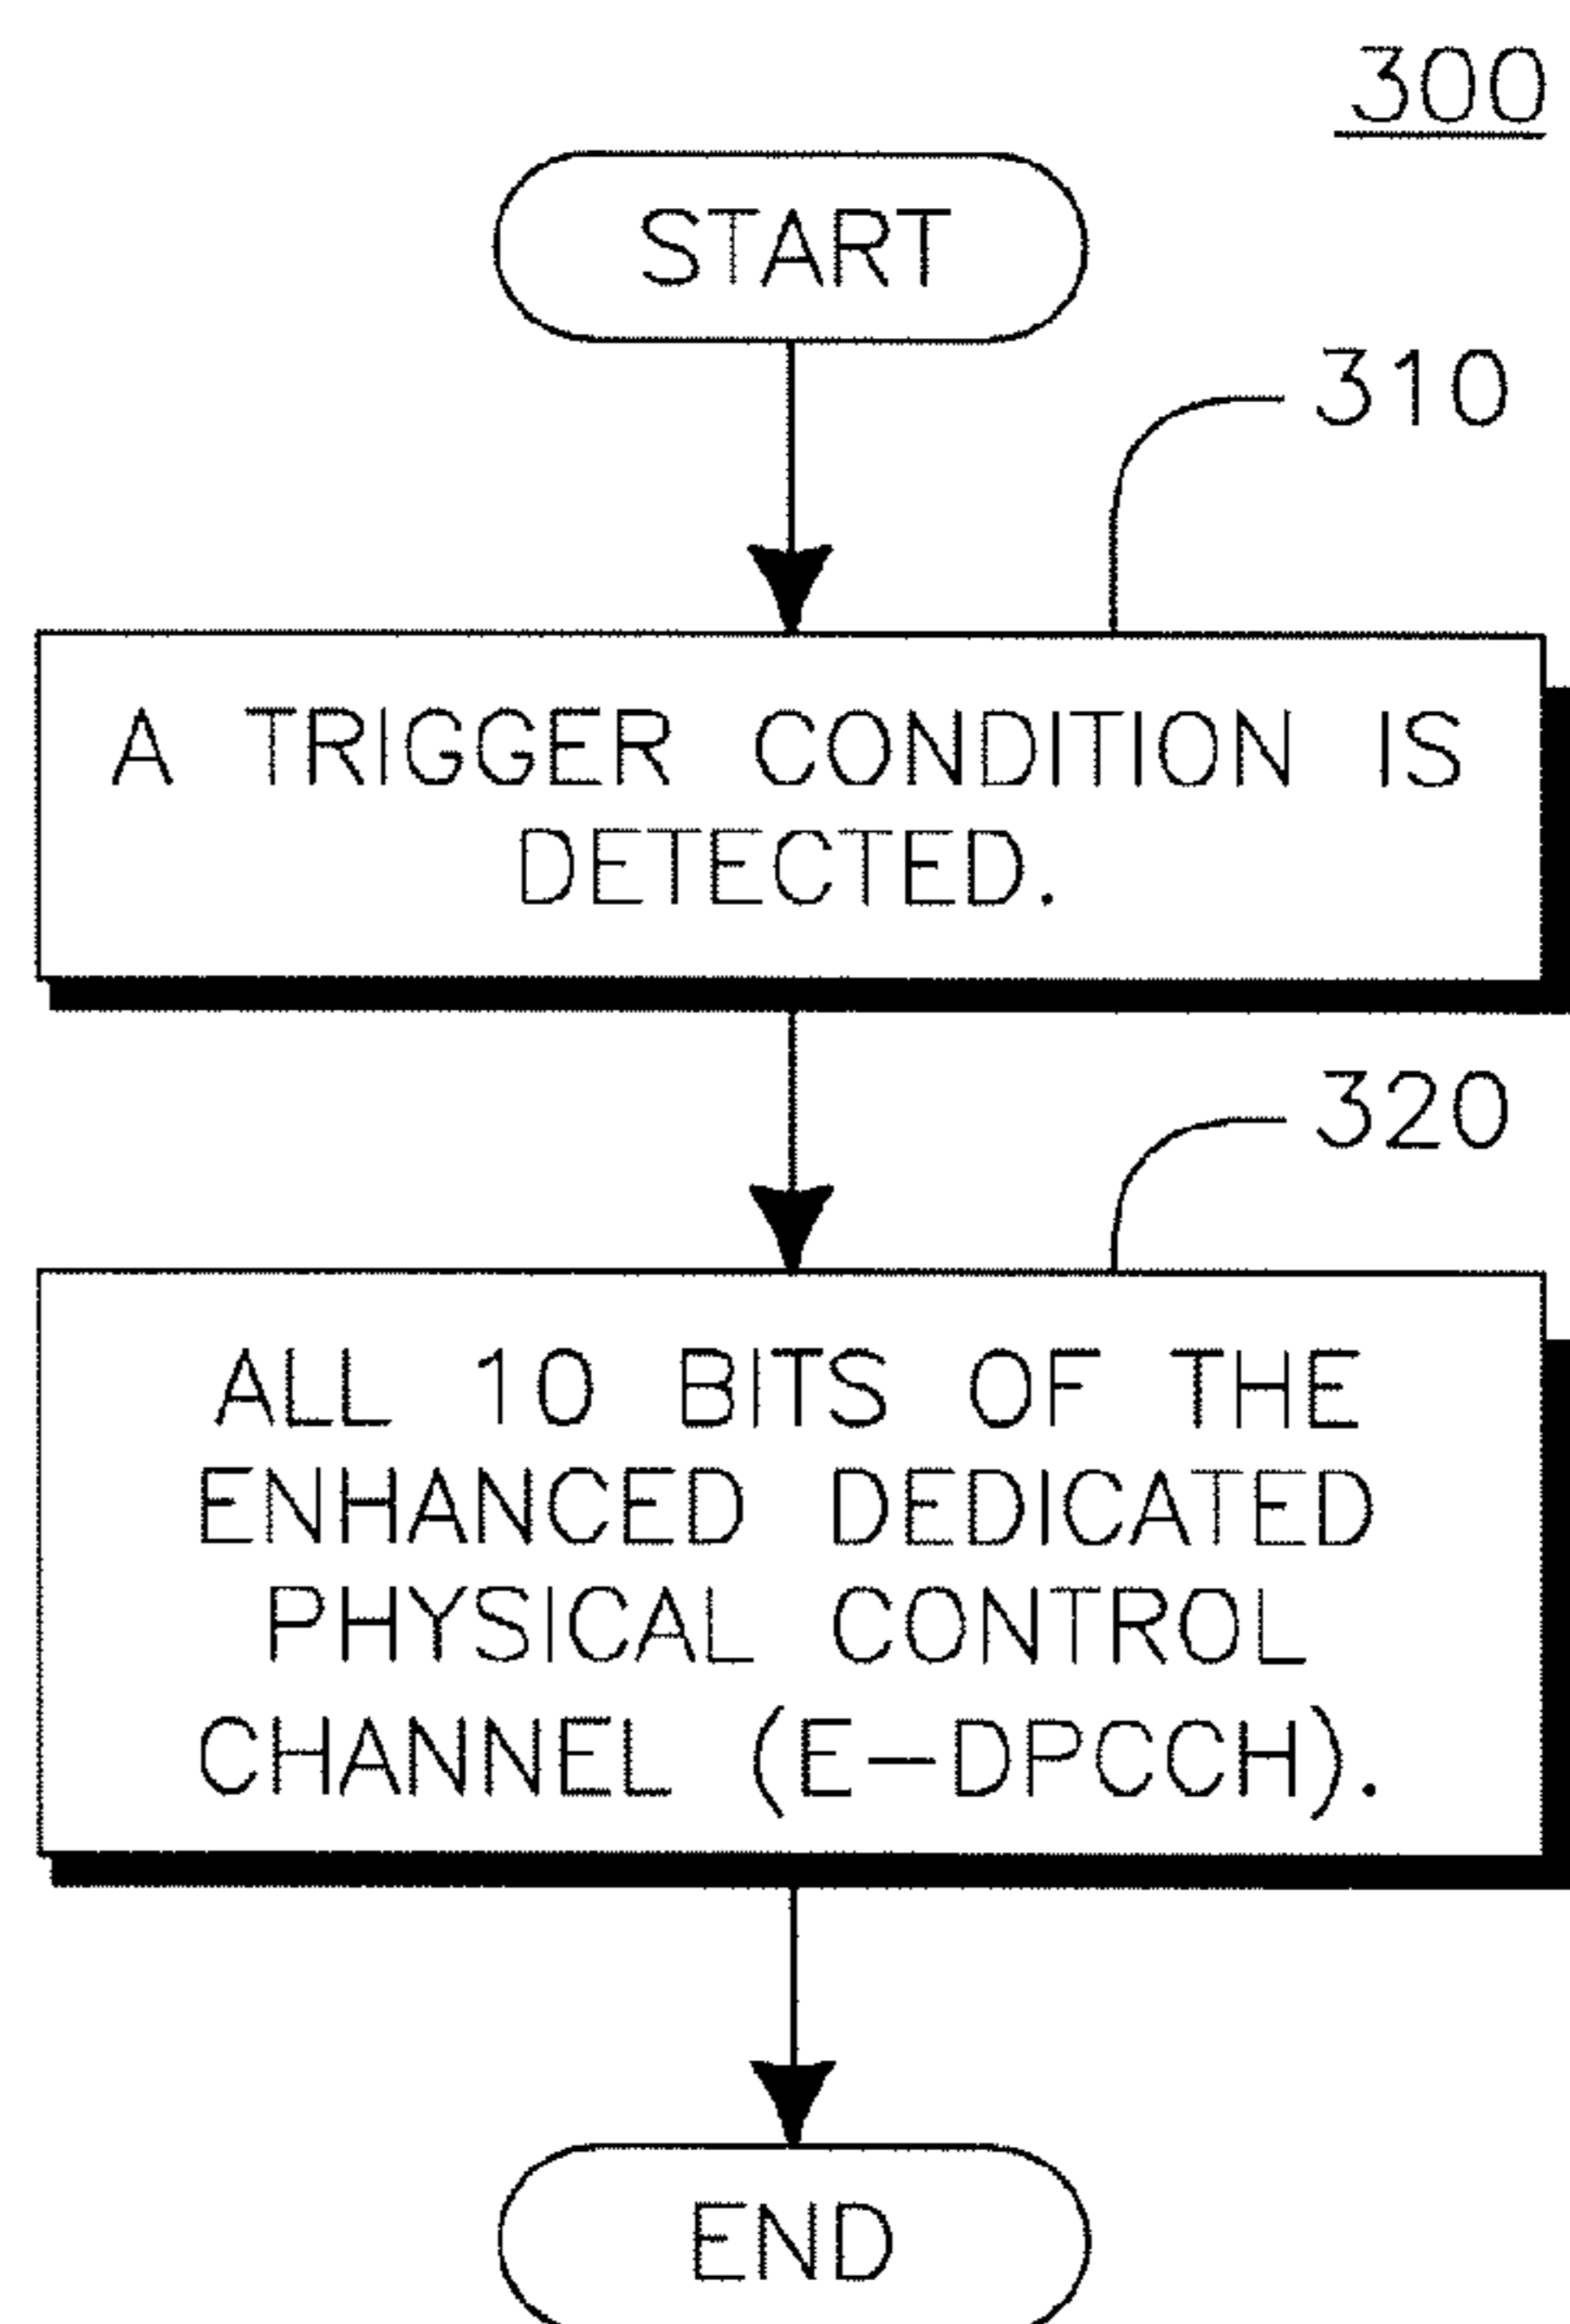 300
START
310
A TRIGGER CONDITION IS
DETECTED.
320
ALL 10 BITS OF THE
ENHANCED DEDICATED
PHYSICAL CONTROL
CHANNEL (E-DPCCH).
END